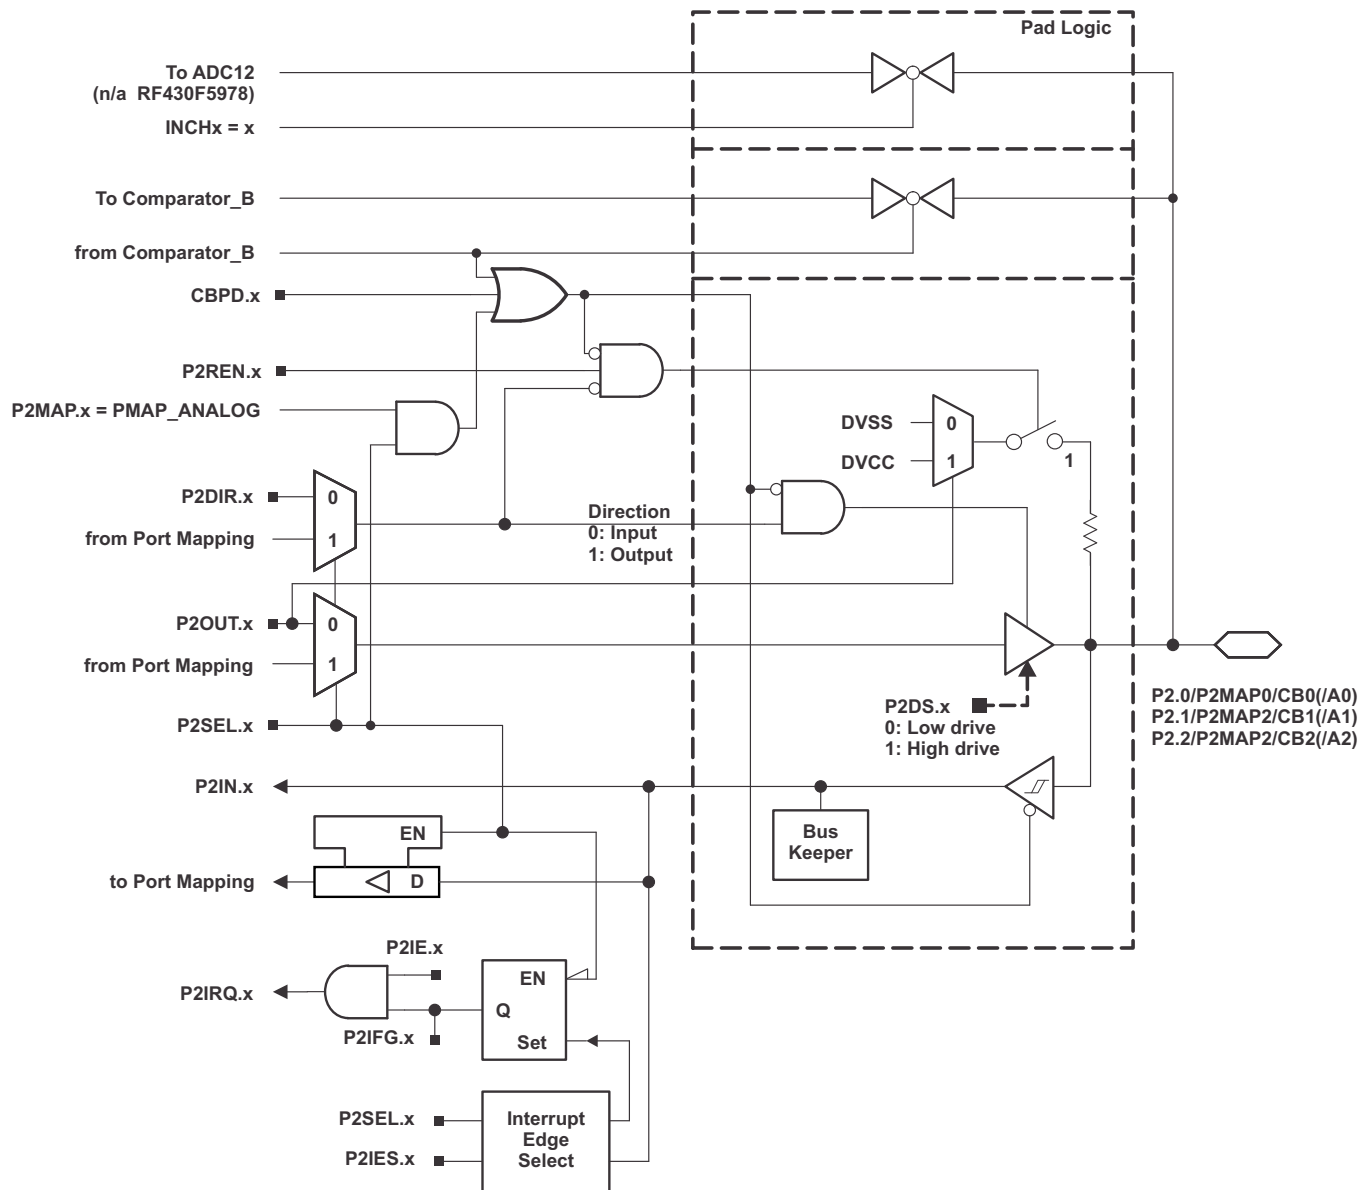 Pad Logic
To ADC12
(n/a RF430F5978)
INCHx = x
To Comparator_B
from Comparator_B
CBPD.x
P2REN.x
P2MAP.x = PMAP_ANALOG
DVSS
0
DVCC
1
1
P2DIR.x
0
from Port Mapping
1
Direction
0: Input
1: Output
P2OUT.x
0
from Port Mapping
1
P2SEL.x
P2DS.x
0: Low drive
1: High drive
P2.0/P2MAP0/CB0(/A0)
P2.1/P2MAP2/CB1(/A1)
P2.2/P2MAP2/CB2(/A2)
P2IN.x
Bus
Keeper
EN
to Port Mapping
D
P2IE.x
P2IRQ.x
EN
Q
P2IFG.x
Set
P2SEL.x
P2IES.x
Interrupt
Edge
Select